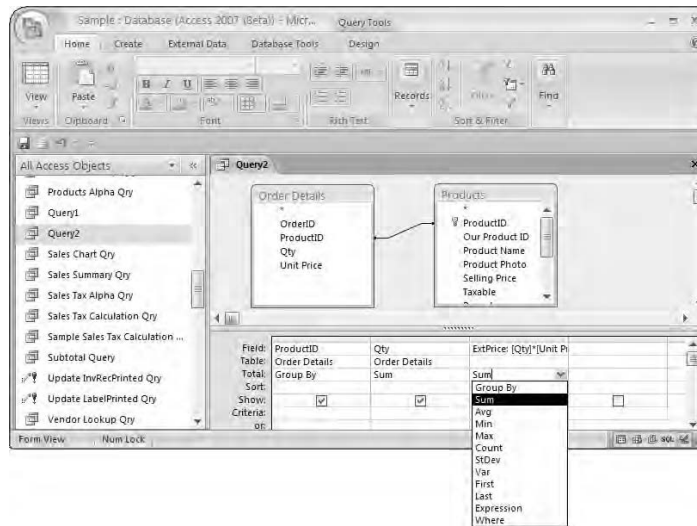 Sample : Database (Access 2007 (Beta)) - Micr...
Query Tools
Home Create External Data Database Tools Design
View
Paste
B I U
Records
Filter
Find
Views
Clipboard
Font
Rich Text
Sort & Filter
All Access Objects
Products Alpha Qry
Query1
Query2
Sales Chart Qry
Sales Summary Qry
Sales Tax Alpha Qry
Sales Tax Calculation Qry
Sample Sales Tax Calculation ...
Subtotal Query
Update InvRecPrinted Qry
Update LabelPrinted Qry
Vendor Lookup Qry
Query2
Order Details
*
OrderID
ProductID
Qty
Unit Price
Products
*
ProductID
Our Product ID
Product Name
Product Photo
Selling Price
Taxable
Field: ProductID Qty ExtPrice: [Qty]*[Unit Pr
Table: Order Details Order Details
Total: Group By Sum Sum
Sort:
Show:
Criteria:
or:
Group By
Sum
Avg
Min
Max
Count
StDev
Var
First
Last
Expression
Where
Form View Num Lock
SQL